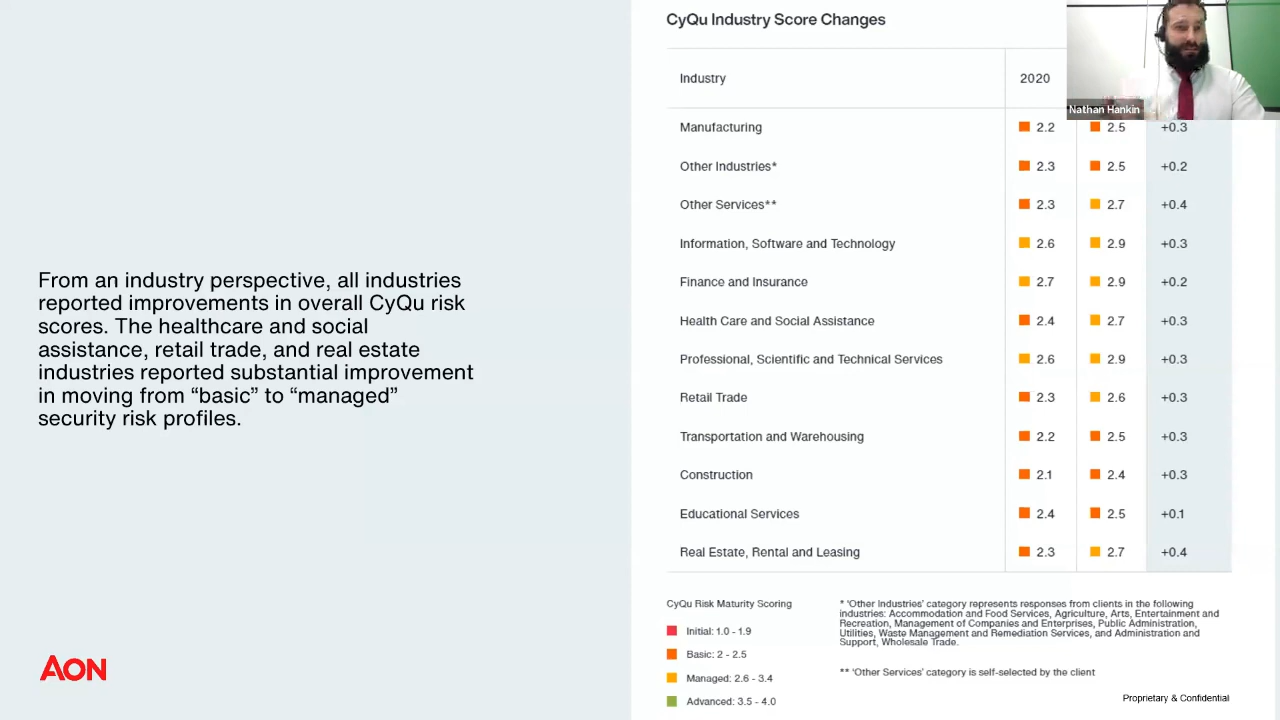 CyQu Industry Score Changes
Industry 2020
Nathan Hankin
Manufacturing 2.2 2.5 +0.3
Other Industries* 2.3 2.5 +0.2
Other Services** 2.3 2.7 +0.4
Information, Software and Technology 2.6 2.9 +0.3
Finance and Insurance 2.7 2.9 +0.2
Health Care and Social Assistance 2.4 2.7 +0.3
Professional, Scientific and Technical Services 2.6 2.9 +0.3
Retail Trade 2.3 2.6 +0.3
Transportation and Warehousing 2.2 2.5 +0.3
Construction 2.1 2.4 +0.3
Educational Services 2.4 2.5 +0.1
Real Estate, Rental and Leasing 2.3 2.7 +0.4
From an industry perspective, all industries
reported improvements in overall CyQu risk
scores. The healthcare and social
assistance, retail trade, and real estate
industries reported substantial improvement
in moving from “basic” to “managed”
security risk profiles.
CyQu Risk Maturity Scoring
Initial: 1.0 - 1.9
Basic: 2 - 2.5
Managed: 2.6 - 3.4
Advanced: 3.5 - 4.0
* 'Other Industries' category represents responses from clients in the following
industries: Accommodation and Food Services, Agriculture, Arts, Entertainment and
Recreation, Management of Companies and Enterprises, Public Administration,
Utilities, Waste Management and Remediation Services, and Administration and
Support, Wholesale Trade.
** 'Other Services' category is self-selected by the client
AON
Proprietary & Confidential